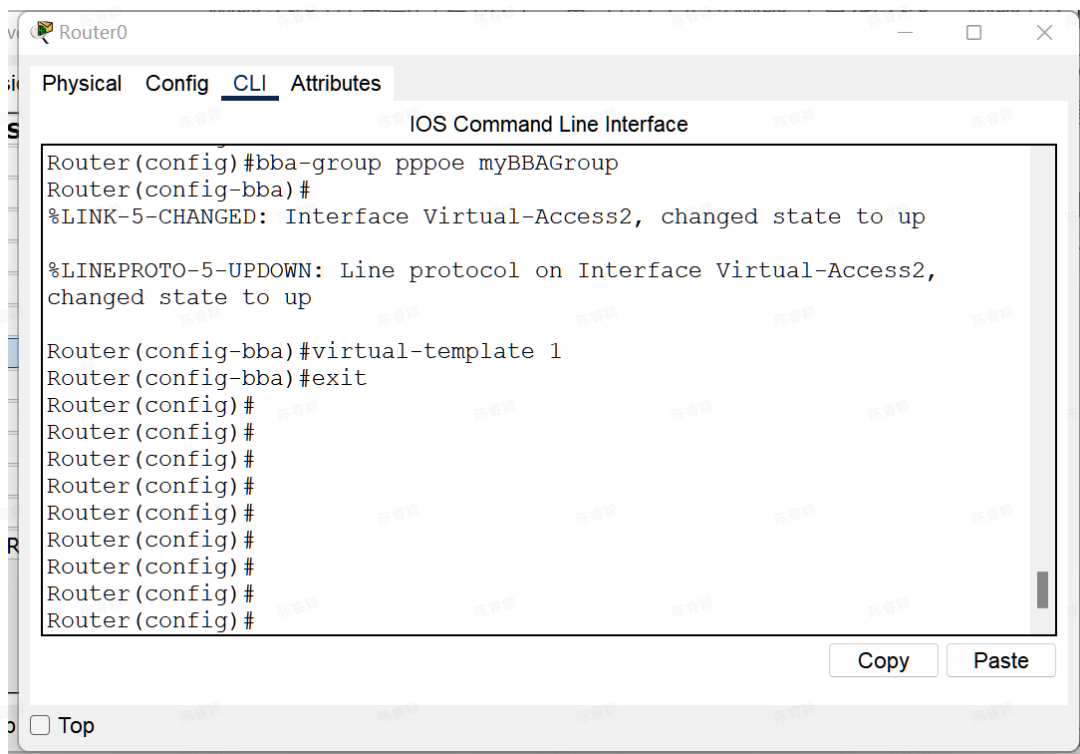 Router0
Physical Config CLI Attributes
IOS Command Line Interface
Router(config)#bba-group pppoe myBBAGroup
Router(config-bba)#
%LINK-5-CHANGED: Interface Virtual-Access2, changed state to up
%LINEPROTO-5-UPDOWN: Line protocol on Interface Virtual-Access2,
changed state to up
Router(config-bba)#virtual-template 1
Router(config-bba)#exit
Router(config)#
Router(config)#
Router(config)#
Router(config)#
Router(config)#
Router(config)#
Router(config)#
Router(config)#
Router(config)#
Copy Paste
Top
陈睿颖